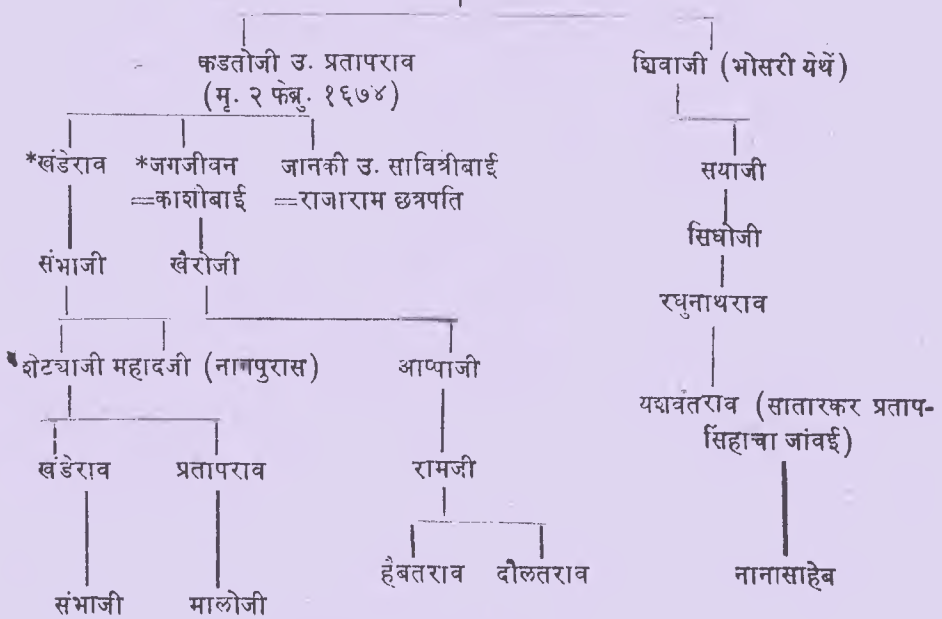 कडतोजी उ. प्रतापराव शिवाजी (भोसरी येथें)
(मृ. २ फेब्रु. १६७४)
*खंडेराव *जगजीवन जानकी उ. सावित्रीबाई सयाजी
=काशीबाई =राजाराम छत्रपति
सिधोजी
संभाजी खैरोजी
रघुनाथराव
शेट्याजी महादजी (नागपुरास) आप्पाजी
यशवंतराव (सातारकर प्रताप-
सिंहाचा जांवई)
खंडेराव प्रतापराव रामजी
हैबतराव दौलतराव नानासाहेब
संभाजी मालोजी